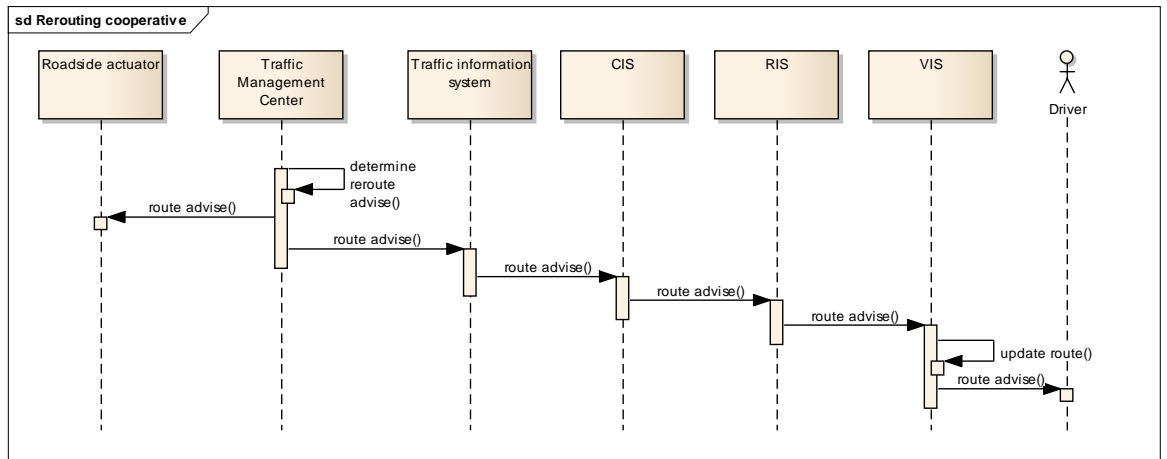 sd Rerouting cooperative
Roadside actuator
Traffic
Management
Center
Traffic information
system
CIS
RIS
VIS
Driver
determine
reroute
advise()
route advise()
route advise()
route advise()
route advise()
route advise()
update route()
route advise()